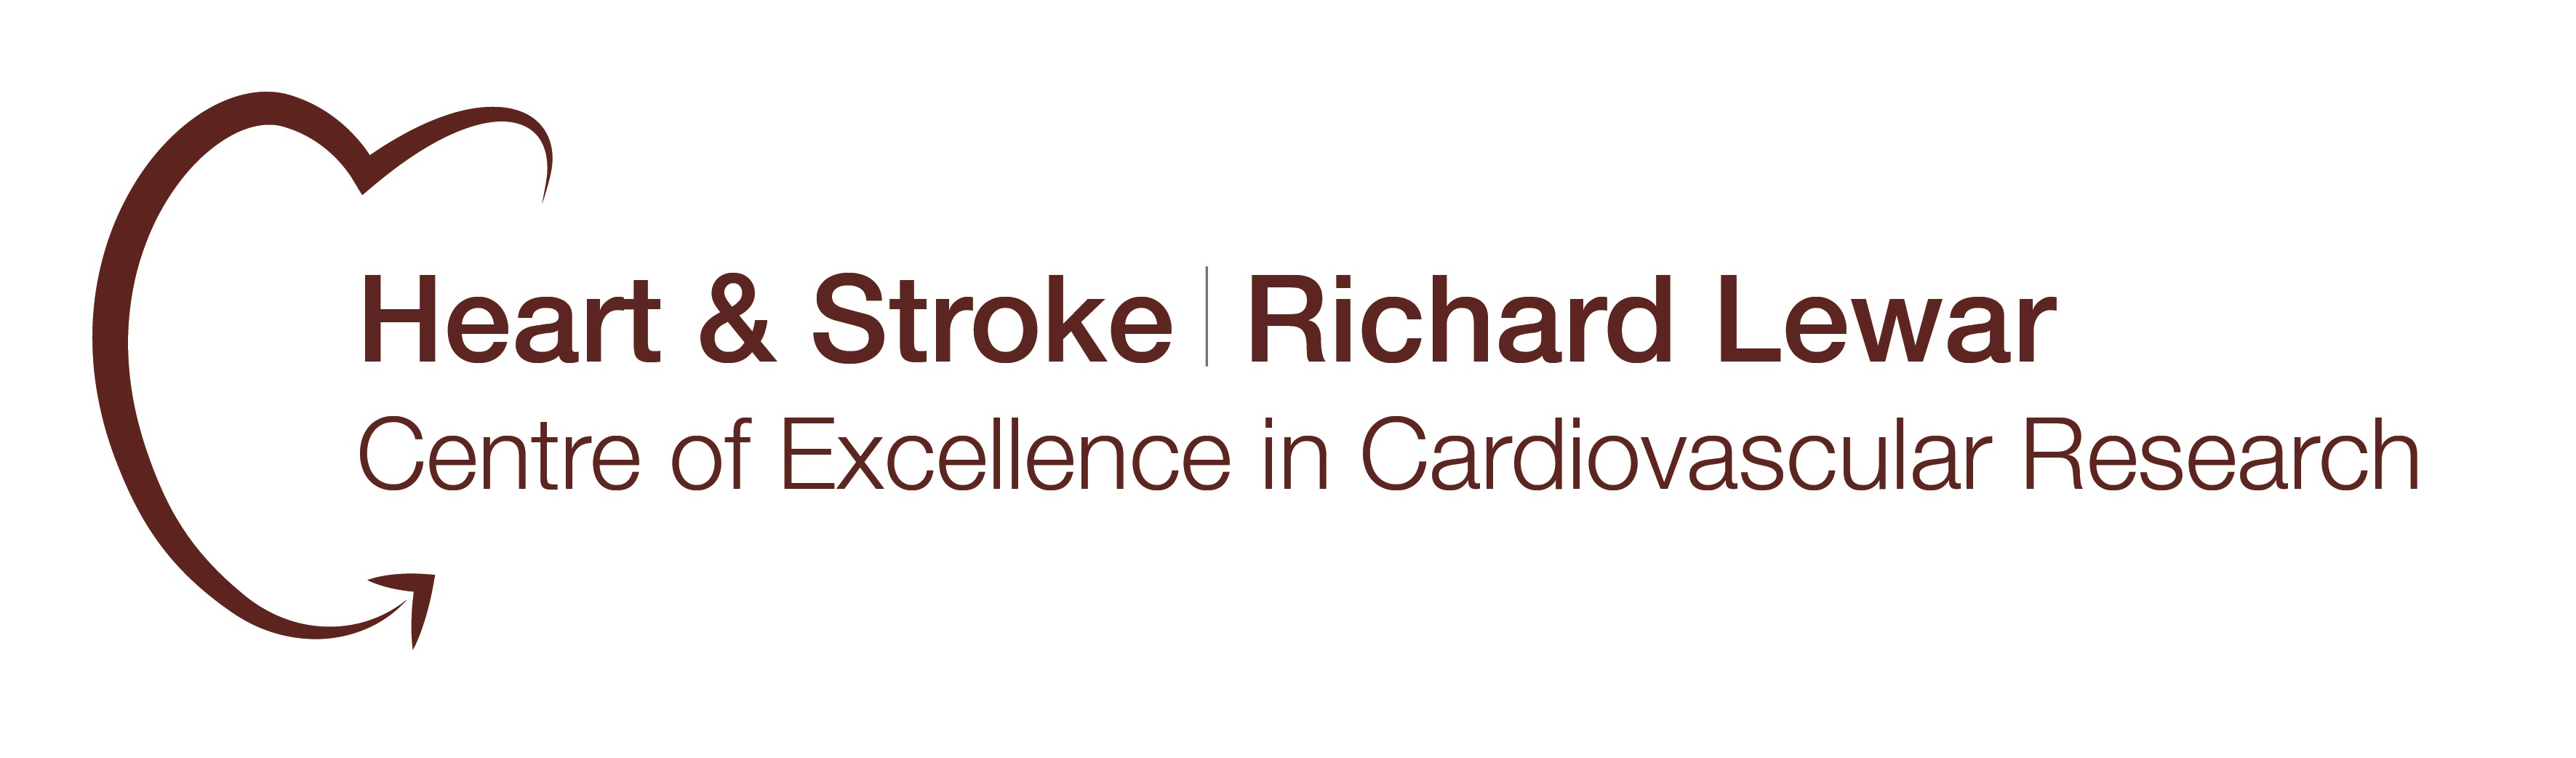 Heart & Stroke | Richard Lewar
Centre of Excellence in Cardiovascular Research